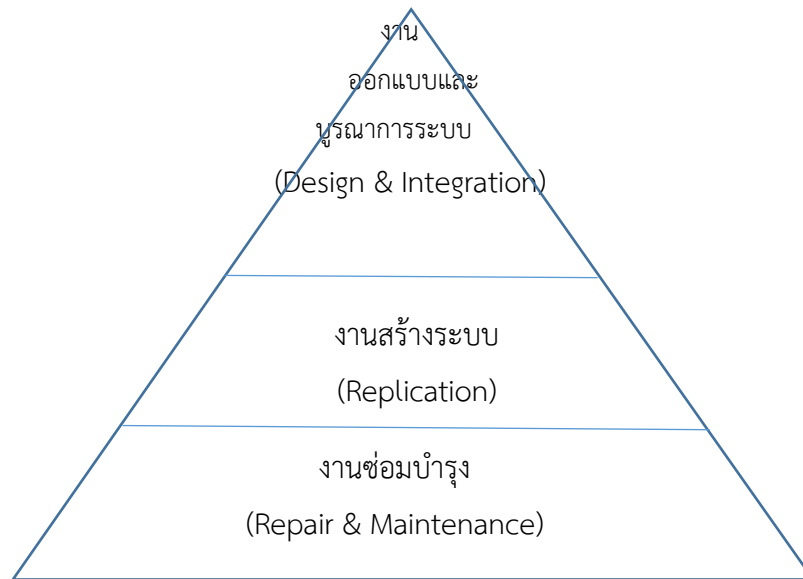 งาน
ออกแบบและ
บูรณาการระบบ
(Design & Integration)
งานสร้างระบบ
(Replication)
งานซ่อมบำรุง
(Repair & Maintenance)